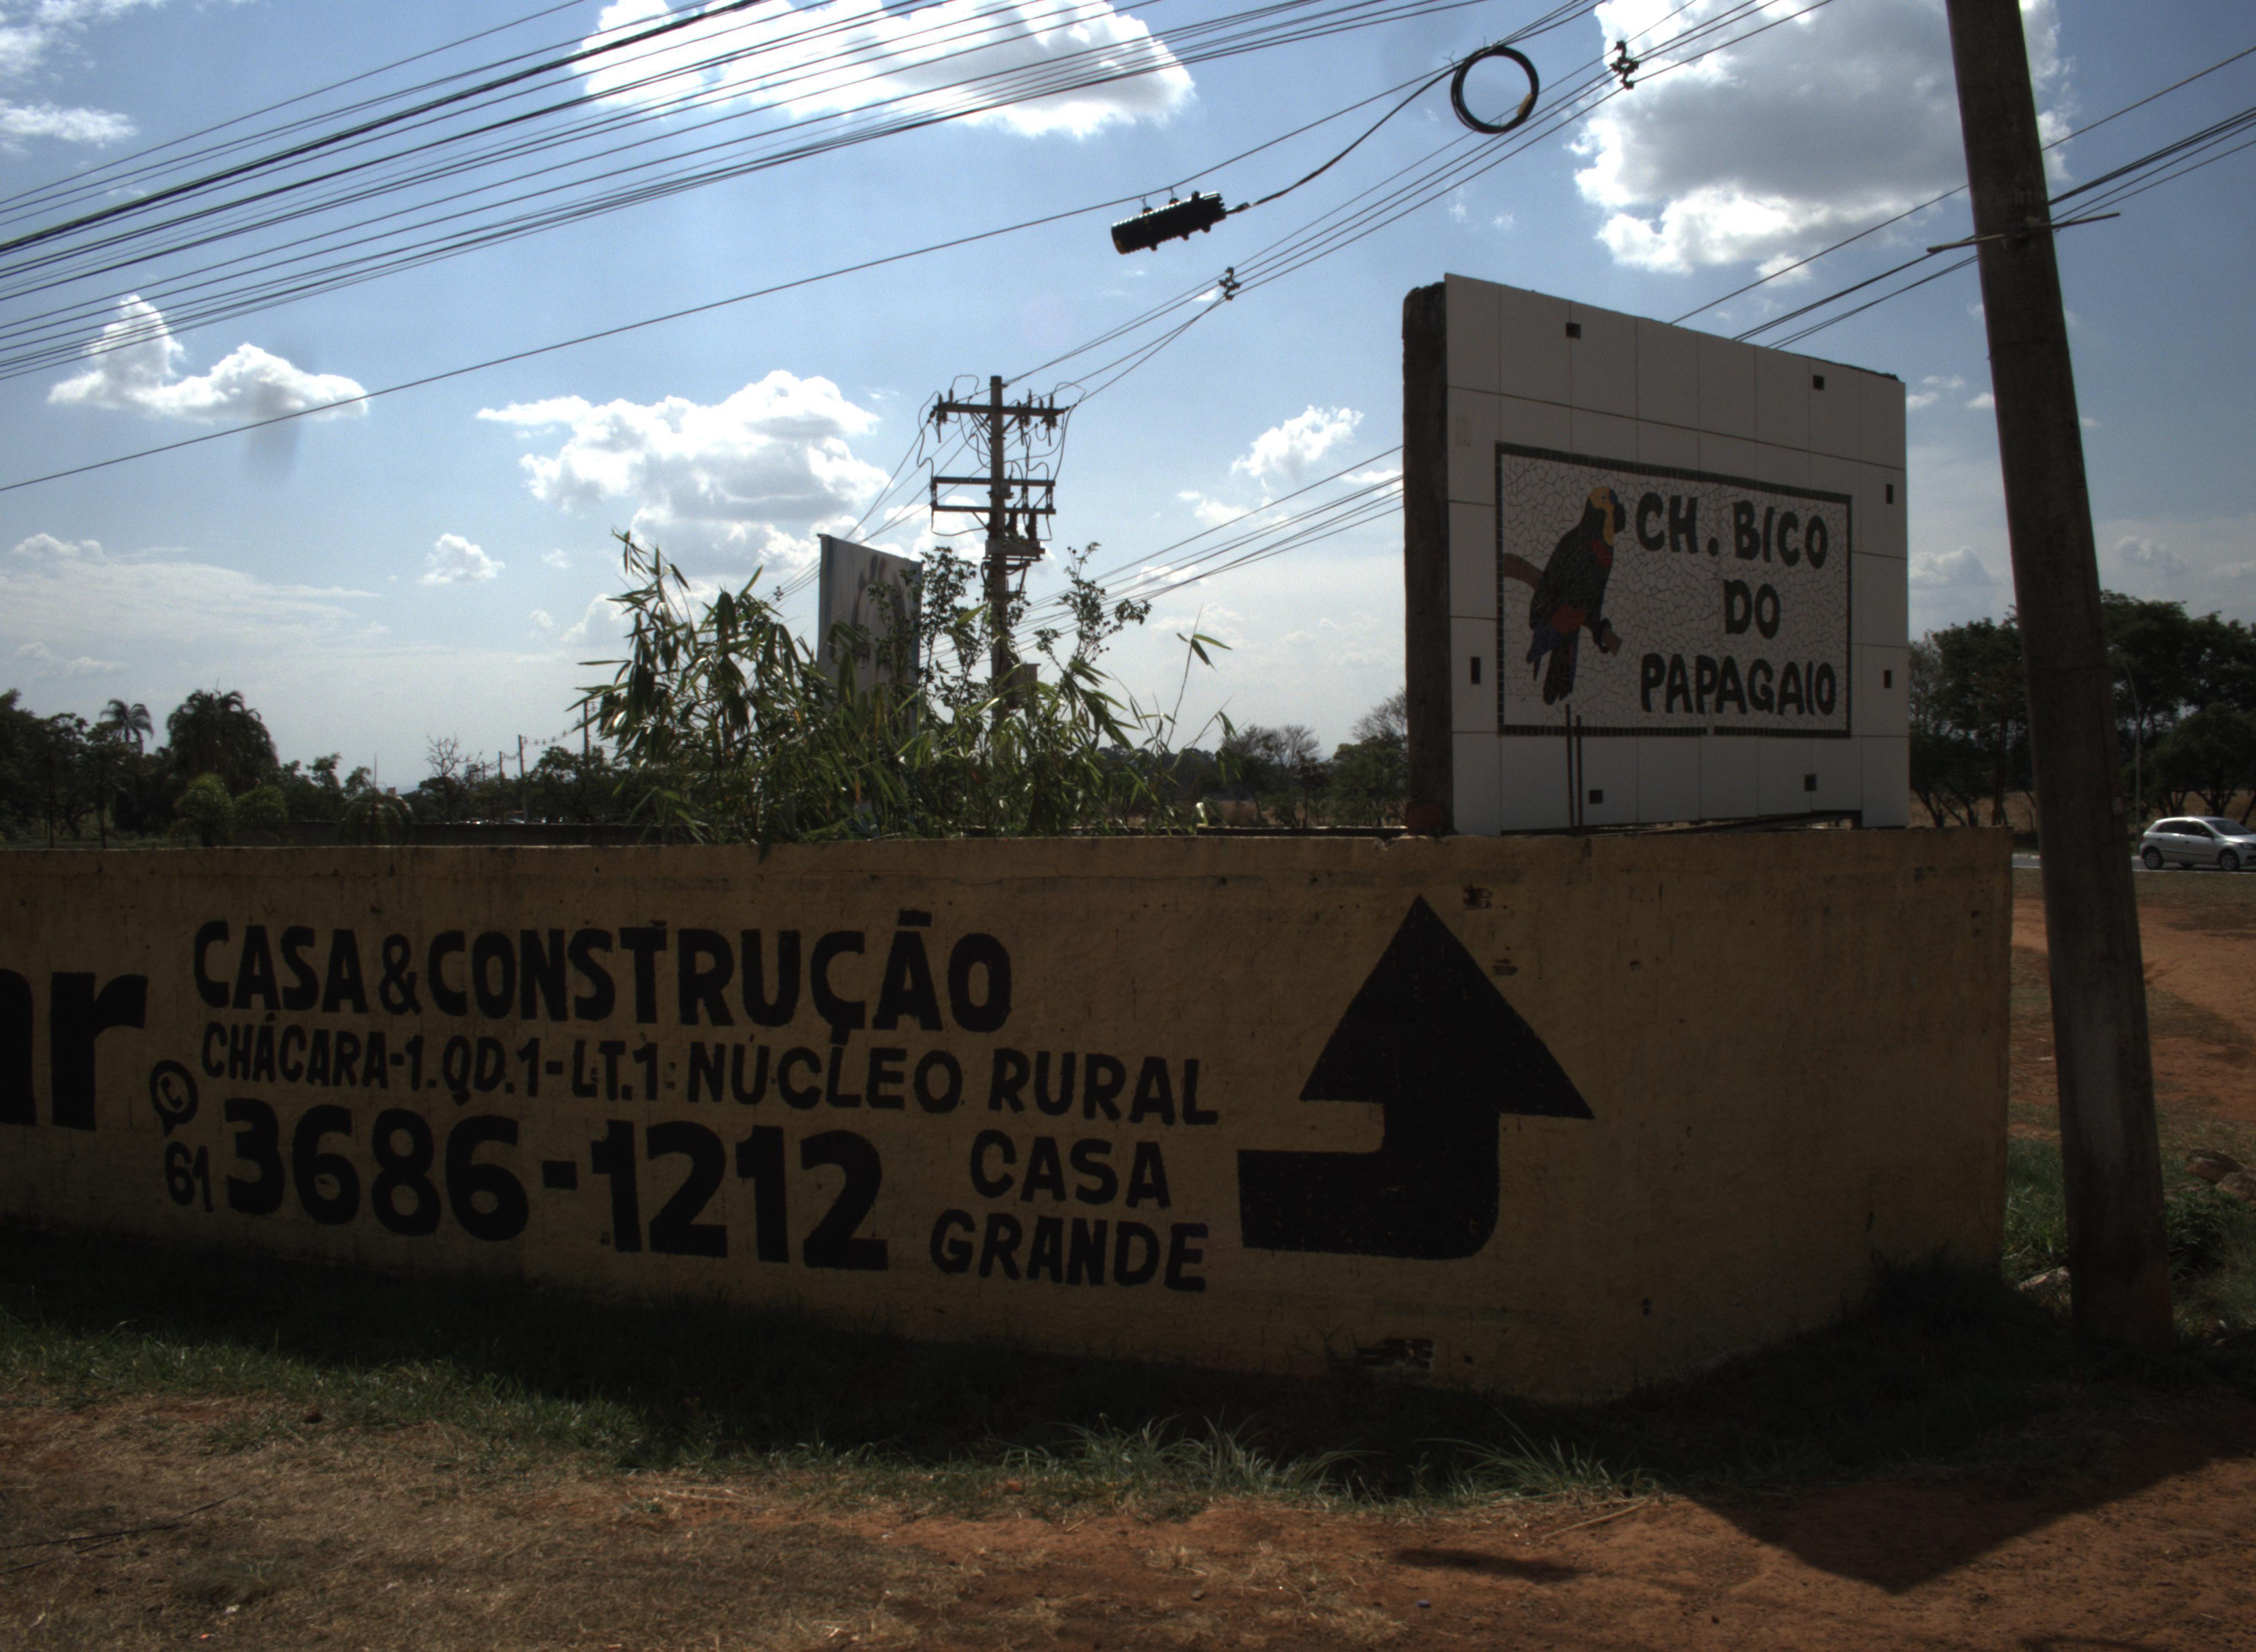 CH. BICO
DO
PAPAGAIO
CASA & CONSTRUÇÃO
CHÁCARA-1. QD.1-LT.1 NÚCLEO RURAL
61 3686-1212 CASA
GRANDE